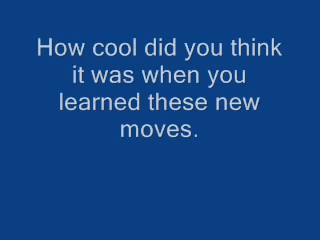 How cool did you think
it was when you
learned these new
moves.